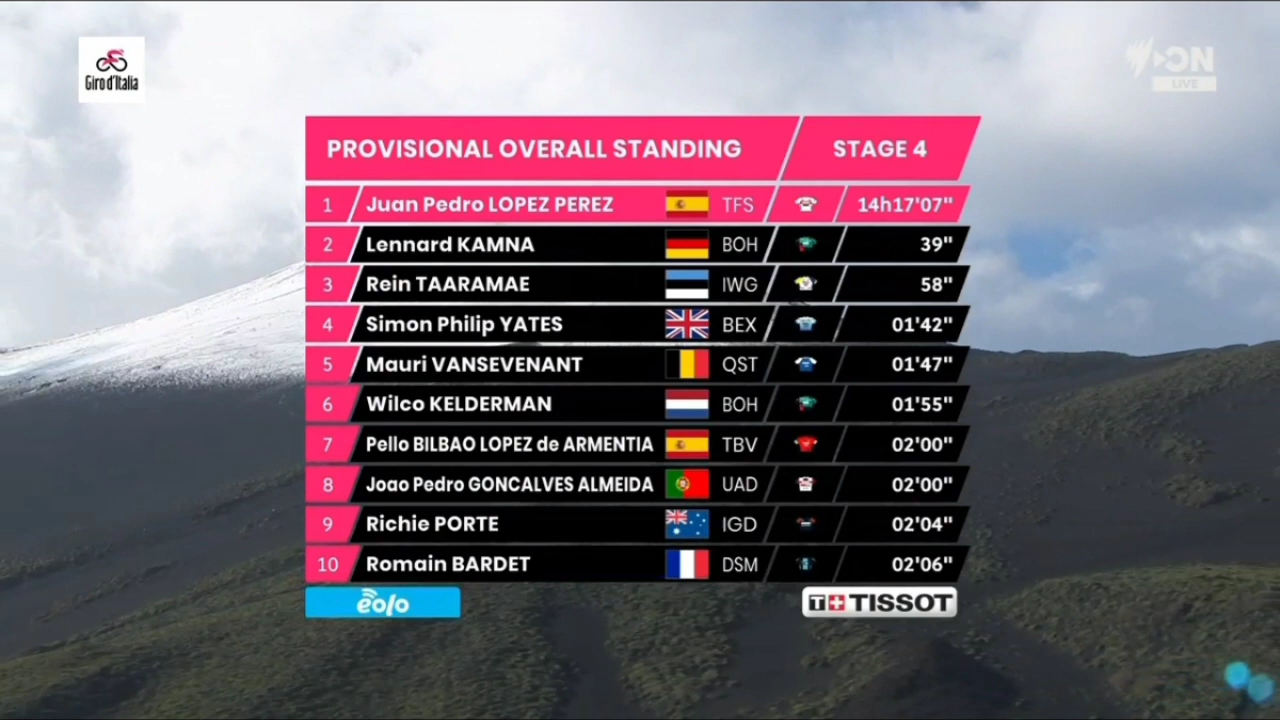 Giro d'Italia
ON
LIVE
PROVISIONAL OVERALL STANDING STAGE 4
1 Juan Pedro LOPEZ PEREZ TFS 14h17'07"
2 Lennard KAMNA BOH 39"
3 Rein TAARAMAE IWG 58"
4 Simon Philip YATES BEX 01'42"
5 Mauri VANSEVENANT QST 01'47"
6 Wilco KELDERMAN BOH 01'55"
7 Pello BILBAO LOPEZ de ARMENTIA TBV 02'00"
8 Joao Pedro GONCALVES ALMEIDA UAD 02'00"
9 Richie PORTE IGD 02'04"
10 Romain BARDET DSM 02'06"
eolo
T+ TISSOT